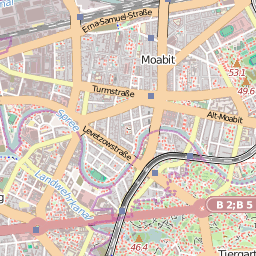 Erna-Samuel-Straße
Moabit
53.1
Turmstraße
49.6
Alt-Moabit
Spree
Levetzowstraße
Landwehrkanal
g
B 2;B 5
46.4
Tiergart